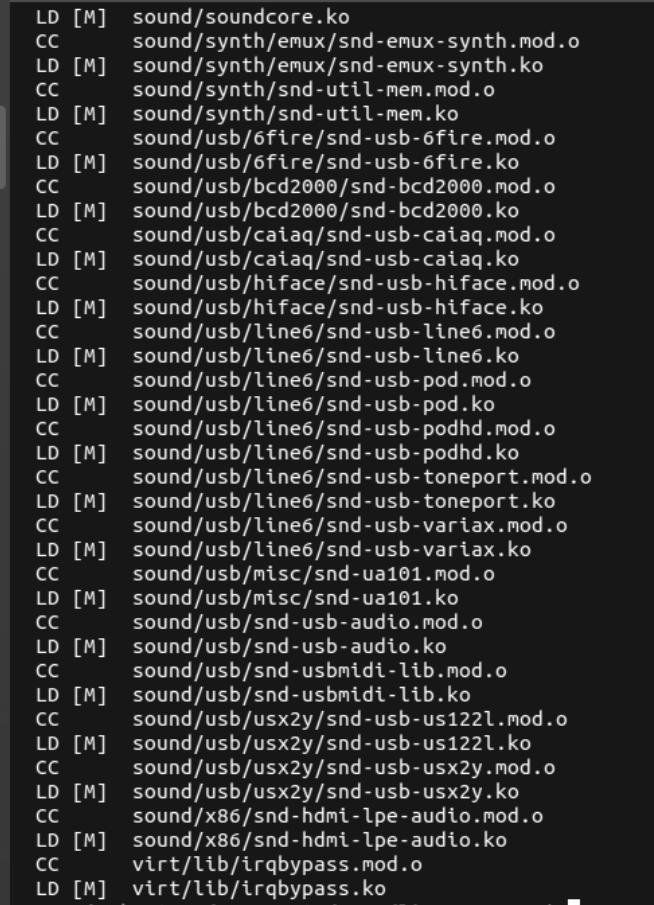 LD [M]  sound/soundcore.ko
CC      sound/synth/emux/snd-emux-synth.mod.o
LD [M]  sound/synth/emux/snd-emux-synth.ko
CC      sound/synth/snd-util-mem.mod.o
LD [M]  sound/synth/snd-util-mem.ko
CC      sound/usb/6fire/snd-usb-6fire.mod.o
LD [M]  sound/usb/6fire/snd-usb-6fire.ko
CC      sound/usb/bcd2000/snd-bcd2000.mod.o
LD [M]  sound/usb/bcd2000/snd-bcd2000.ko
CC      sound/usb/caiaq/snd-usb-caiaq.mod.o
LD [M]  sound/usb/caiaq/snd-usb-caiaq.ko
CC      sound/usb/hiface/snd-usb-hiface.mod.o
LD [M]  sound/usb/hiface/snd-usb-hiface.ko
CC      sound/usb/line6/snd-usb-line6.mod.o
LD [M]  sound/usb/line6/snd-usb-line6.ko
CC      sound/usb/line6/snd-usb-pod.mod.o
LD [M]  sound/usb/line6/snd-usb-pod.ko
CC      sound/usb/line6/snd-usb-podhd.mod.o
LD [M]  sound/usb/line6/snd-usb-podhd.ko
CC      sound/usb/line6/snd-usb-toneport.mod.o
LD [M]  sound/usb/line6/snd-usb-toneport.ko
CC      sound/usb/line6/snd-usb-variax.mod.o
LD [M]  sound/usb/line6/snd-usb-variax.ko
CC      sound/usb/misc/snd-ua101.mod.o
LD [M]  sound/usb/misc/snd-ua101.ko
CC      sound/usb/snd-usb-audio.mod.o
LD [M]  sound/usb/snd-usb-audio.ko
CC      sound/usb/snd-usbmidi-lib.mod.o
LD [M]  sound/usb/snd-usbmidi-lib.ko
CC      sound/usb/usx2y/snd-usb-us122l.mod.o
LD [M]  sound/usb/usx2y/snd-usb-us122l.ko
CC      sound/usb/usx2y/snd-usb-usx2y.mod.o
LD [M]  sound/usb/usx2y/snd-usb-usx2y.ko
CC      sound/x86/snd-hdmi-lpe-audio.mod.o
LD [M]  sound/x86/snd-hdmi-lpe-audio.ko
CC      virt/lib/irqbypass.mod.o
LD [M]  virt/lib/irqbypass.ko